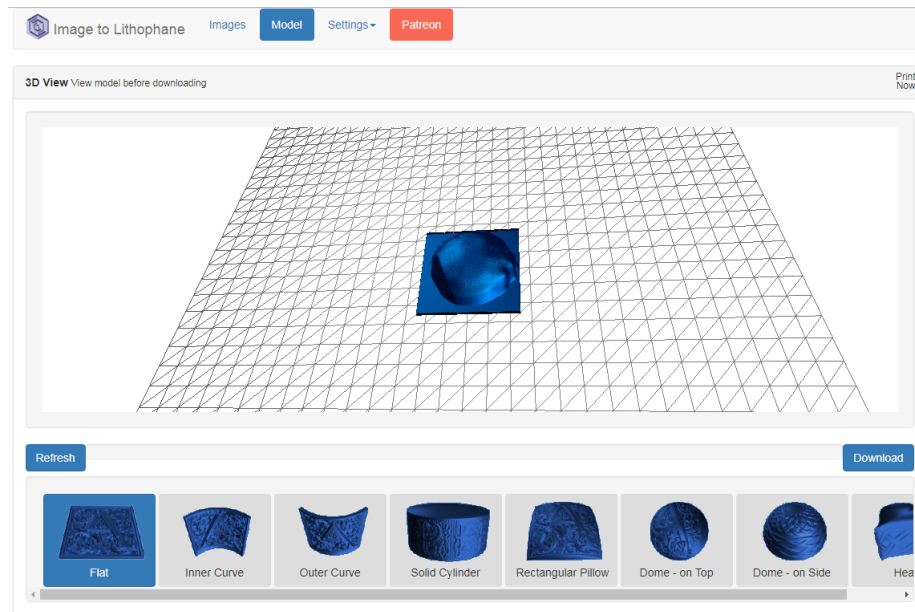 Image to Lithophane Images Model Settings Patreon
3D View View model before downloading
Print
Now
Refresh Download
Flat Inner Curve Outer Curve Solid Cylinder Rectangular Pillow Dome - on Top Dome - on Side Hea